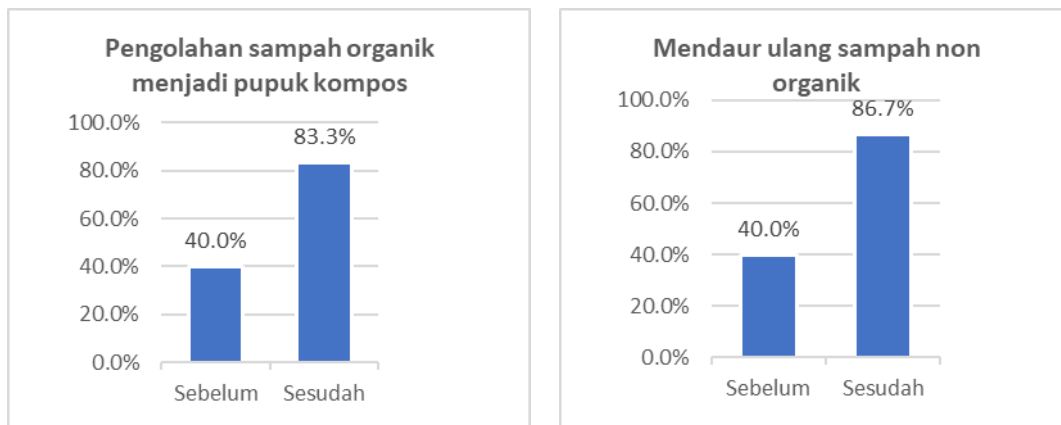 Pengolahan sampah organik
menjadi pupuk kompos
100.0%
83.3%
80.0%
60.0%
40.0%
40.0%
20.0%
0.0%
Sebelum Sesudah
Mendaur ulang sampah non
organik
100.0%
86.7%
80.0%
60.0%
40.0%
40.0%
20.0%
0.0%
Sebelum Sesudah